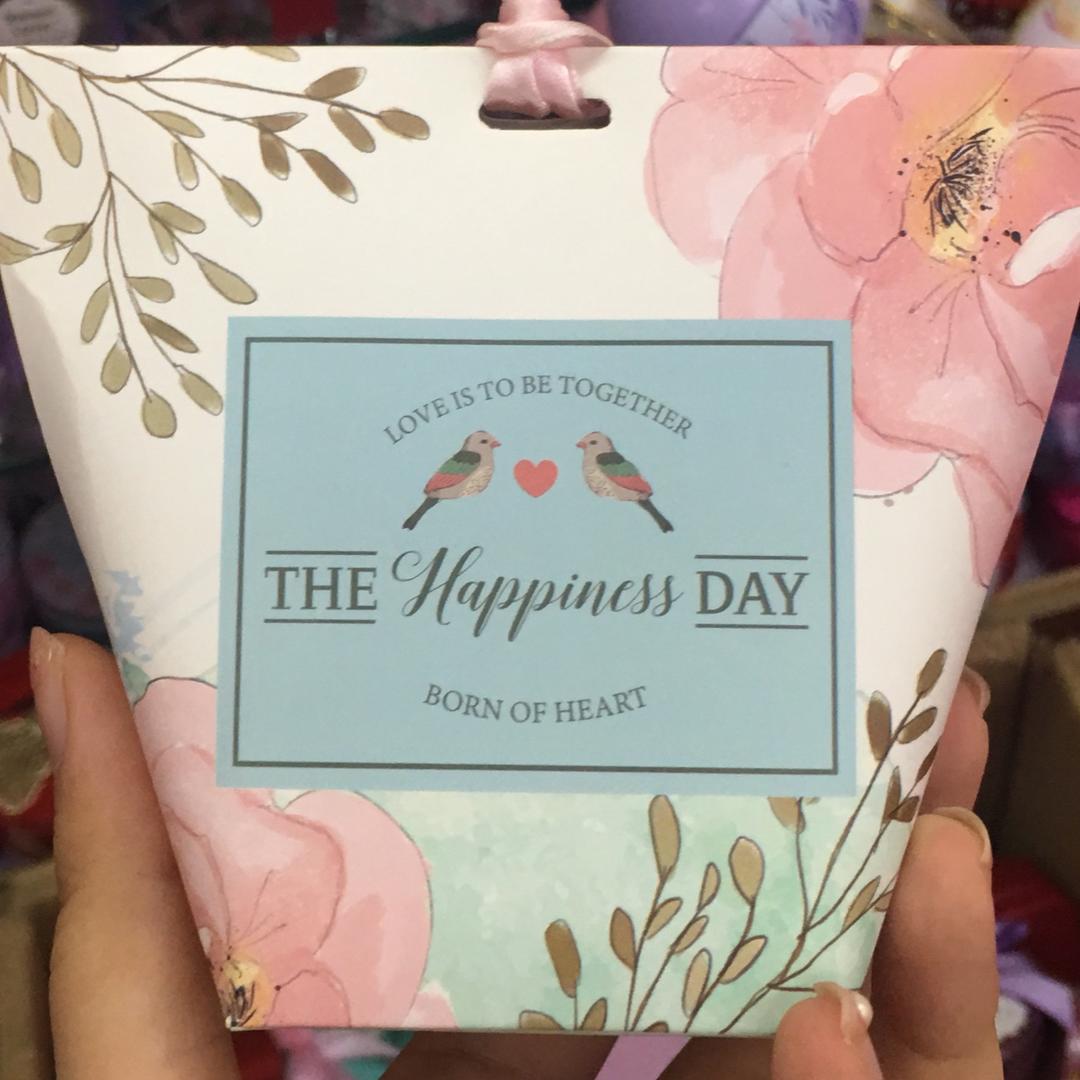 LOVE IS TO BE TOGETHER
THE Happiness DAY
BORN OF HEART